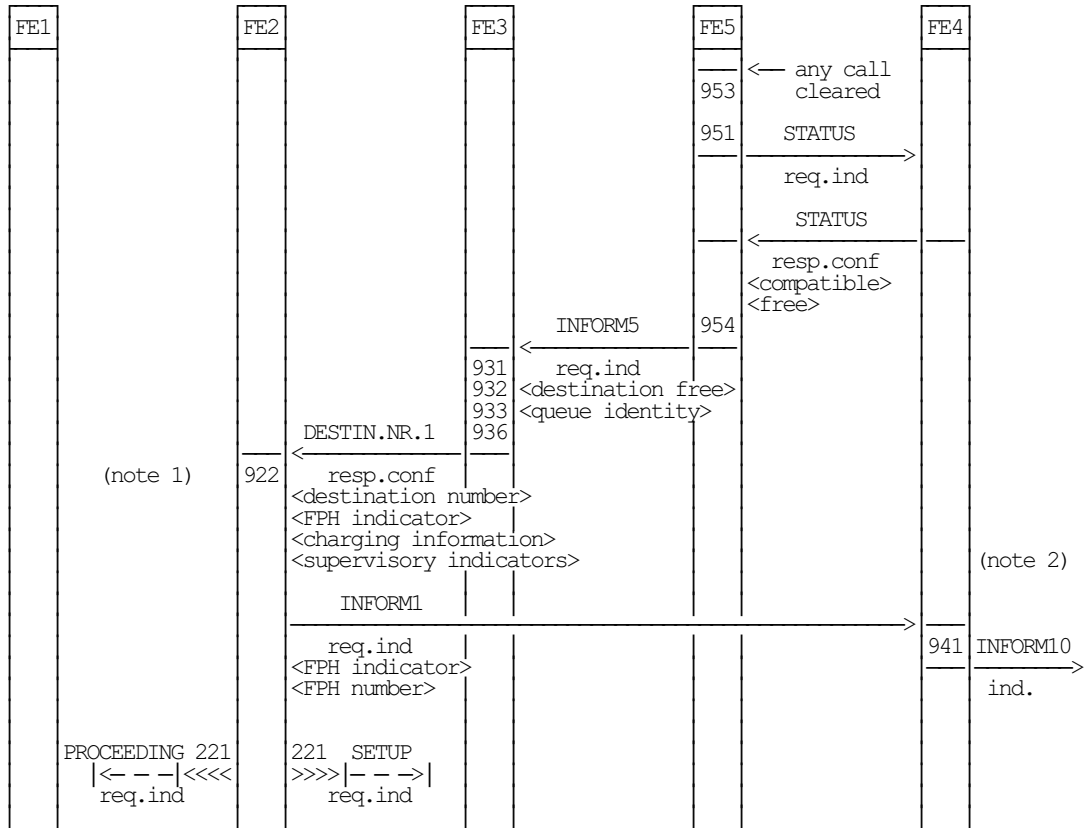 FE1 FE2 FE3 FE5 FE4
any call
953 cleared
951 STATUS
req.ind
STATUS
resp.conf
<compatible>
<free>
INFORM5 954
931 req.ind
932 <destination free>
933 <queue identity>
DESTIN.NR.1 936
(note 1) 922 resp.conf
<destination number>
<FPH indicator>
<charging information>
<supervisory indicators> (note 2)
INFORM1
req.ind 941 INFORM10
<FPH indicator>
<FPH number> ind.
PROCEEDING 221 221 SETUP
req.ind req.ind